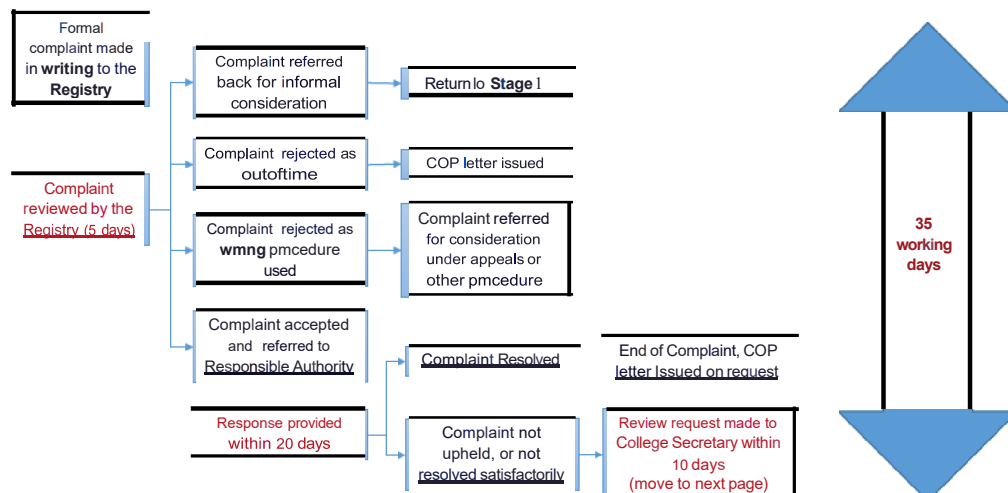 Formal
complaint made
in writing to the
Registry
Complaint referred
back for informal
consideration
Return lo Stage 1
Complaint rejected as
outoftime
COP letter issued
Complaint
reviewed by the
Registry (5 days)
Complaint rejected as
wmng pmcedure
used
Complaint referred
for consideration
under appeals or
other pmcedure
35
working
days
Complaint accepted
and referred to
Responsible Authority
Complaint Resolved
End of Complaint, COP
letter Issued on request
Response provided
within 20 days
Complaint not
upheld, or not
resolved satisfactorily
Review request made to
College Secretary within
10 days
(move to next page)